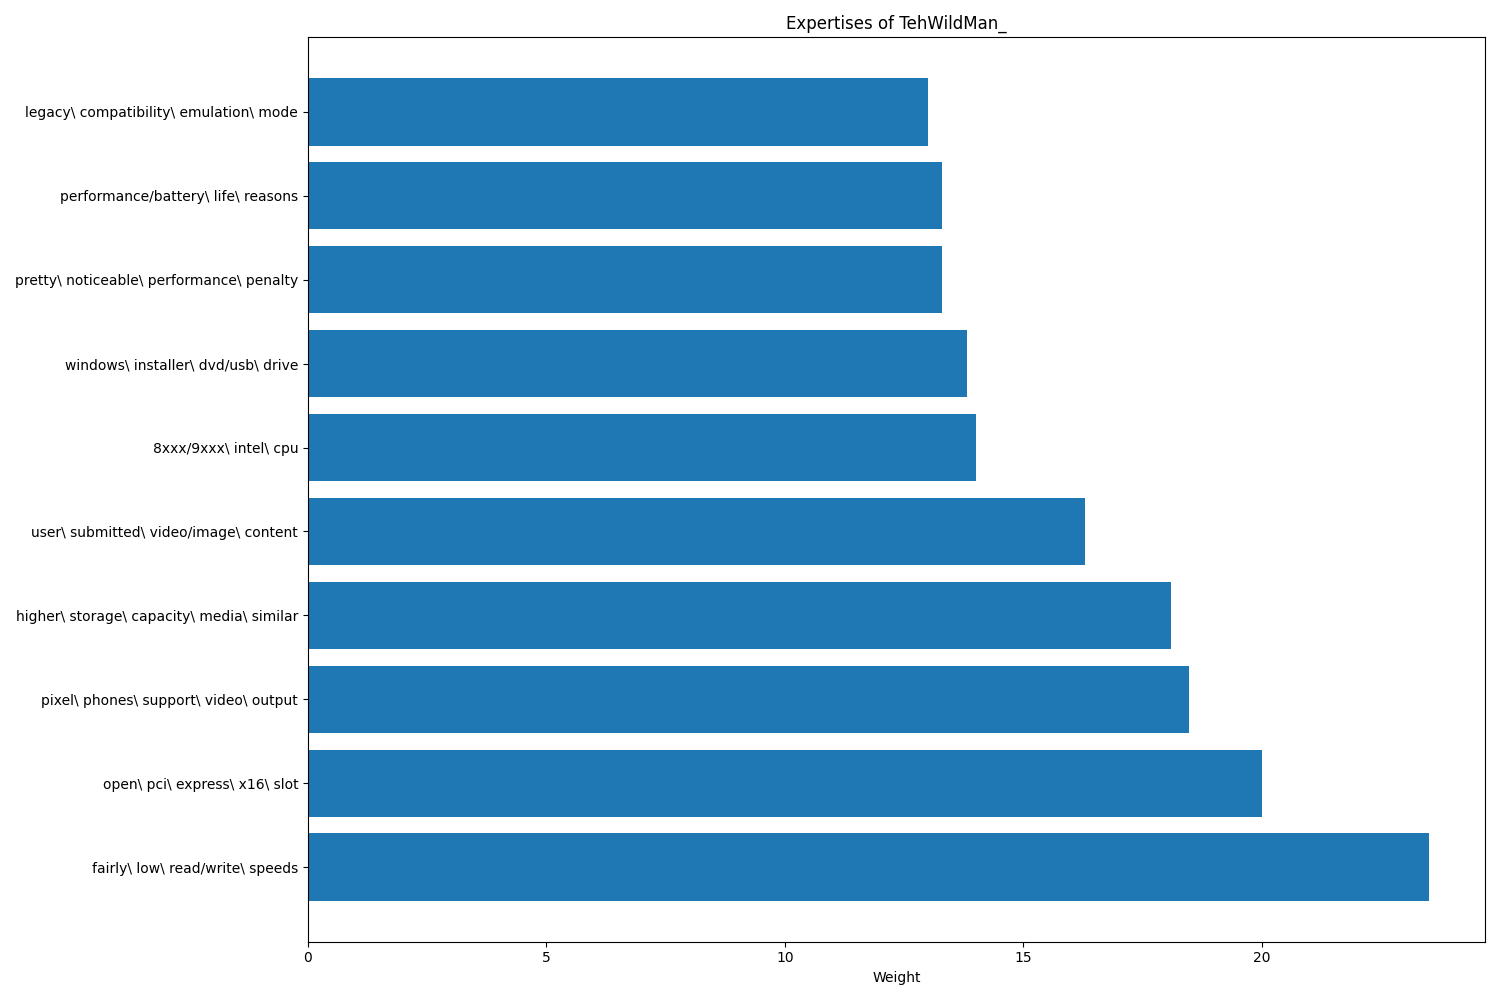 Expertises of TehWildMan_
legacy\ compatibility\ emulation\ mode
performance/battery\ life\ reasons
pretty\ noticeable\ performance\ penalty
windows\ installer\ dvd/usb\ drive
8xxx/9xxx\ intel\ cpu
user\ submitted\ video/image\ content
higher\ storage\ capacity\ media\ similar
pixel\ phones\ support\ video\ output
open\ pci\ express\ x16\ slot
fairly\ low\ read/write\ speeds
0 5 10 15 20
Weight